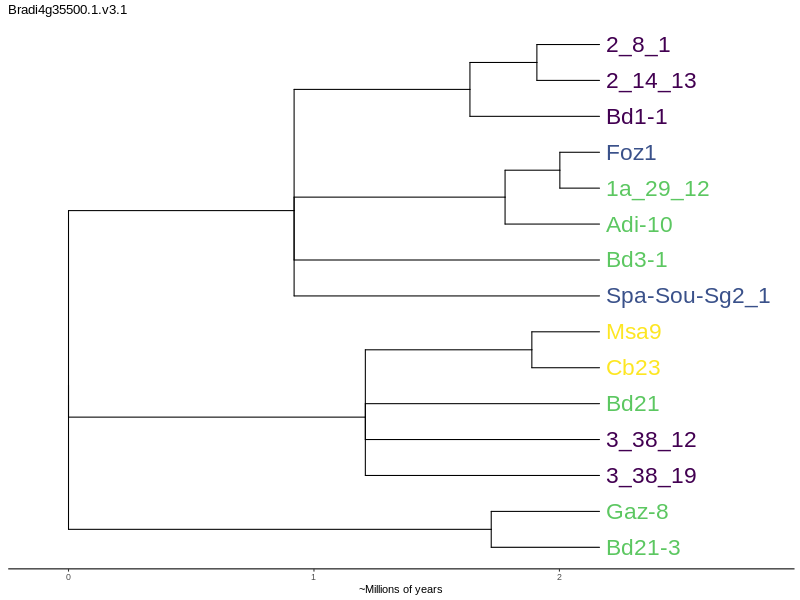 Bradi4g35500.1.v3.1
2_8_1
2_14_13
Bd1-1
Foz1
1a_29_12
Adi-10
Bd3-1
Spa-Sou-Sg2_1
Msa9
Cb23
Bd21
3_38_12
3_38_19
Gaz-8
Bd21-3
0 1 2
~Millions of years